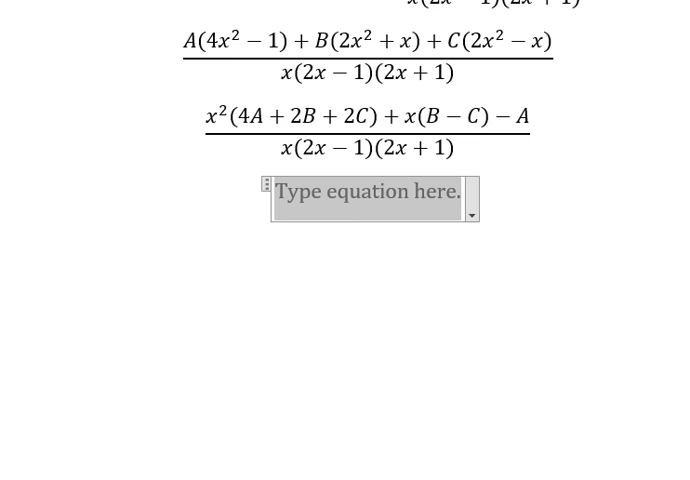 A(4x² − 1) + B(2x² + x) + C(2x² − x)
x(2x − 1)(2x + 1)
x²(4A + 2B + 2C) + x(B − C) − A
x(2x − 1)(2x + 1)
Type equation here.